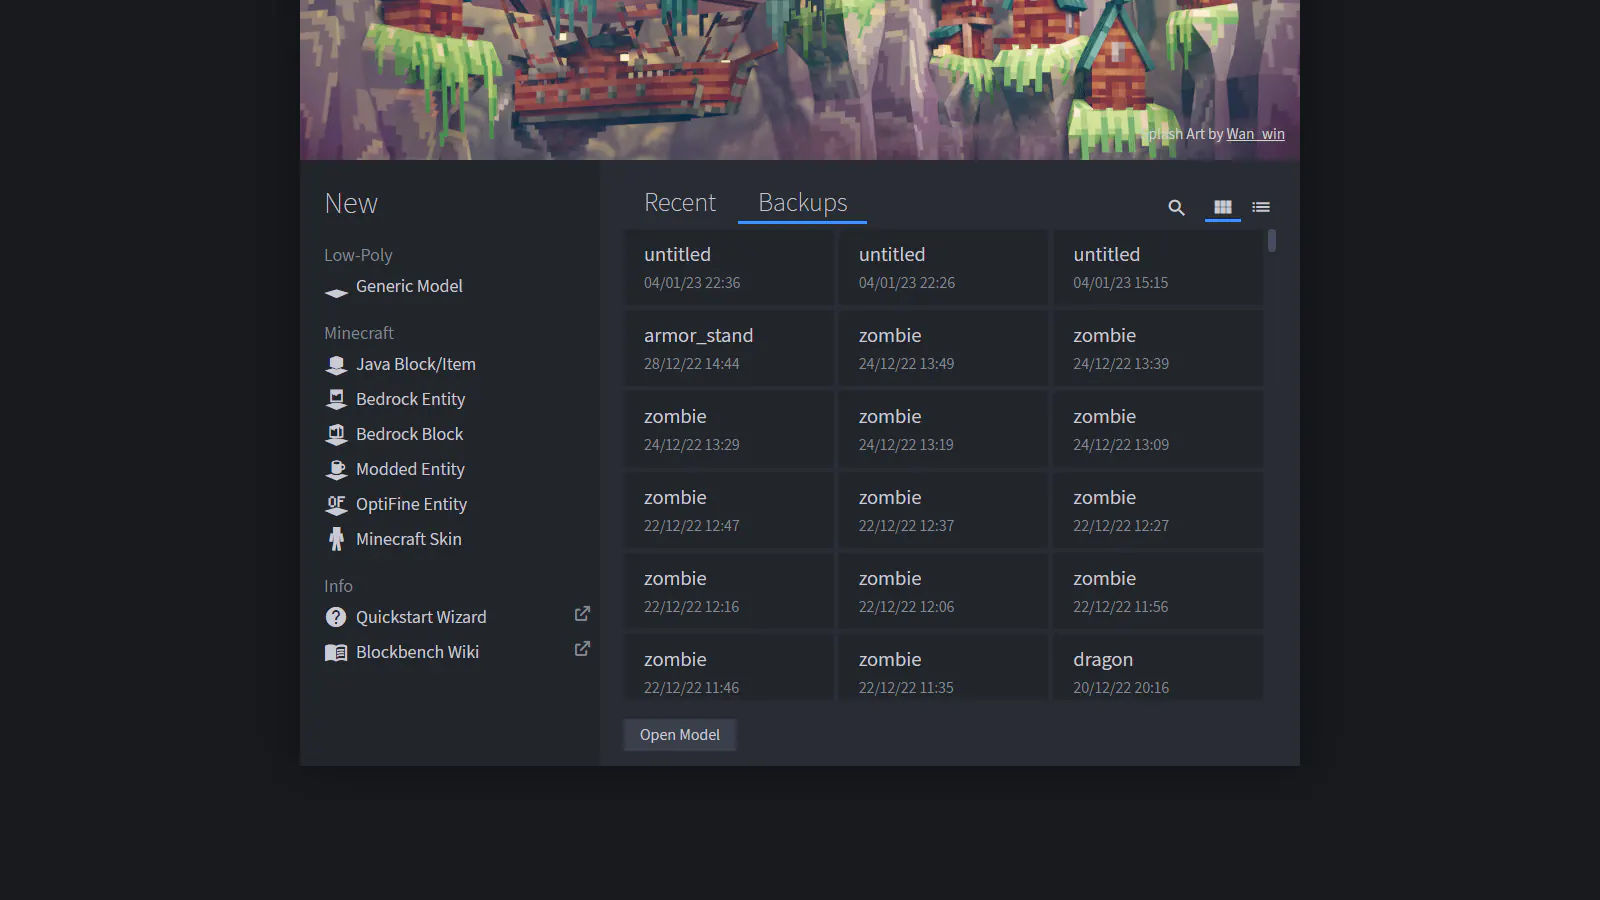 Splash Art by Wan_win
New
Low-Poly
Generic Model
Minecraft
Java Block/Item
Bedrock Entity
Bedrock Block
Modded Entity
OF
OptiFine Entity
Minecraft Skin
Info
Quickstart Wizard
Blockbench Wiki
Recent
Backups
untitled
04/01/23 22:36
untitled
04/01/23 22:26
untitled
04/01/23 15:15
armor_stand
28/12/22 14:44
zombie
24/12/22 13:49
zombie
24/12/22 13:39
zombie
24/12/22 13:29
zombie
24/12/22 13:19
zombie
24/12/22 13:09
zombie
22/12/22 12:47
zombie
22/12/22 12:37
zombie
22/12/22 12:27
zombie
22/12/22 12:16
zombie
22/12/22 12:06
zombie
22/12/22 11:56
zombie
22/12/22 11:46
zombie
22/12/22 11:35
dragon
20/12/22 20:16
Open Model